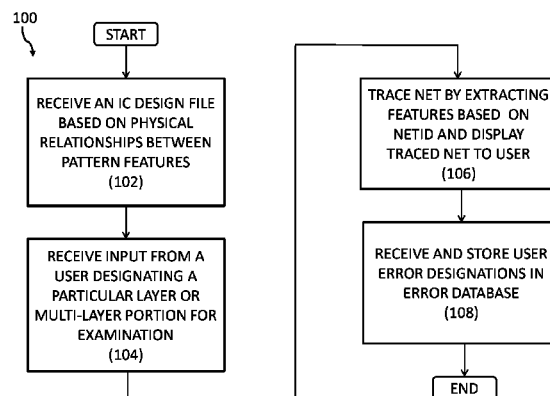 100
START
RECEIVE AN IC DESIGN FILE
BASED ON PHYSICAL
RELATIONSHIPS BETWEEN
PATTERN FEATURES
(102)
RECEIVE INPUT FROM A
USER DESIGNATING A
PARTICULAR LAYER OR
MULTI-LAYER PORTION FOR
EXAMINATION
(104)
TRACE NET BY EXTRACTING
FEATURES BASED ON
NETID AND DISPLAY
TRACED NET TO USER
(106)
RECEIVE AND STORE USER
ERROR DESIGNATIONS IN
ERROR DATABASE
(108)
END